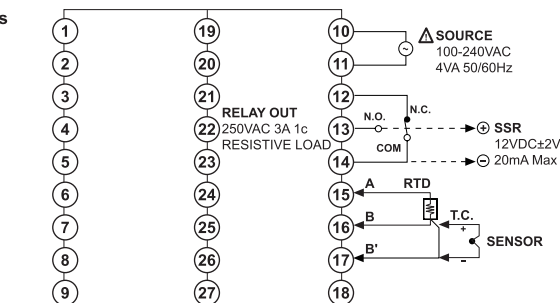 s
1 19 10 ⚠ SOURCE
100-240VAC
2 20 11 4VA 50/60Hz
3 21 12 N.C.
RELAY OUT
N.O.
4 22 250VAC 3A 1c 13 ⊕ SSR
RESISTIVE LOAD COM 12VDC±2V
5 23 14 ⊖ 20mA Max
6 24 15 A RTD
7 25 16 B T.C.
+
SENSOR
8 26 17 B' -
9 27 18